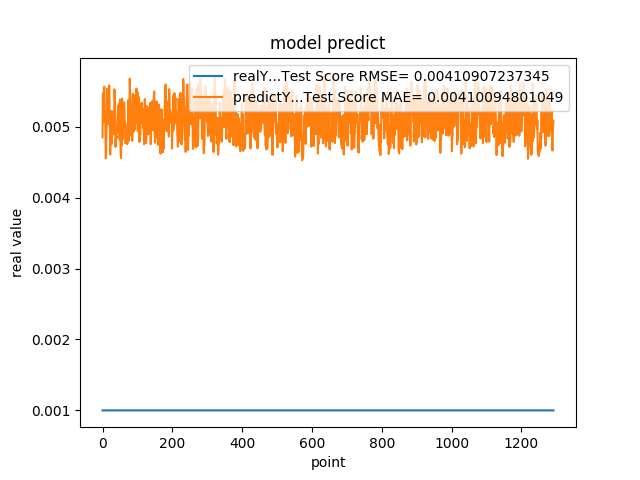 model predict
realY...Test Score RMSE= 0.00410907237345
predictY...Test Score MAE= 0.00410094801049
0.005
0.004
0.003
0.002
0.001
real value
0 200 400 600 800 1000 1200
point